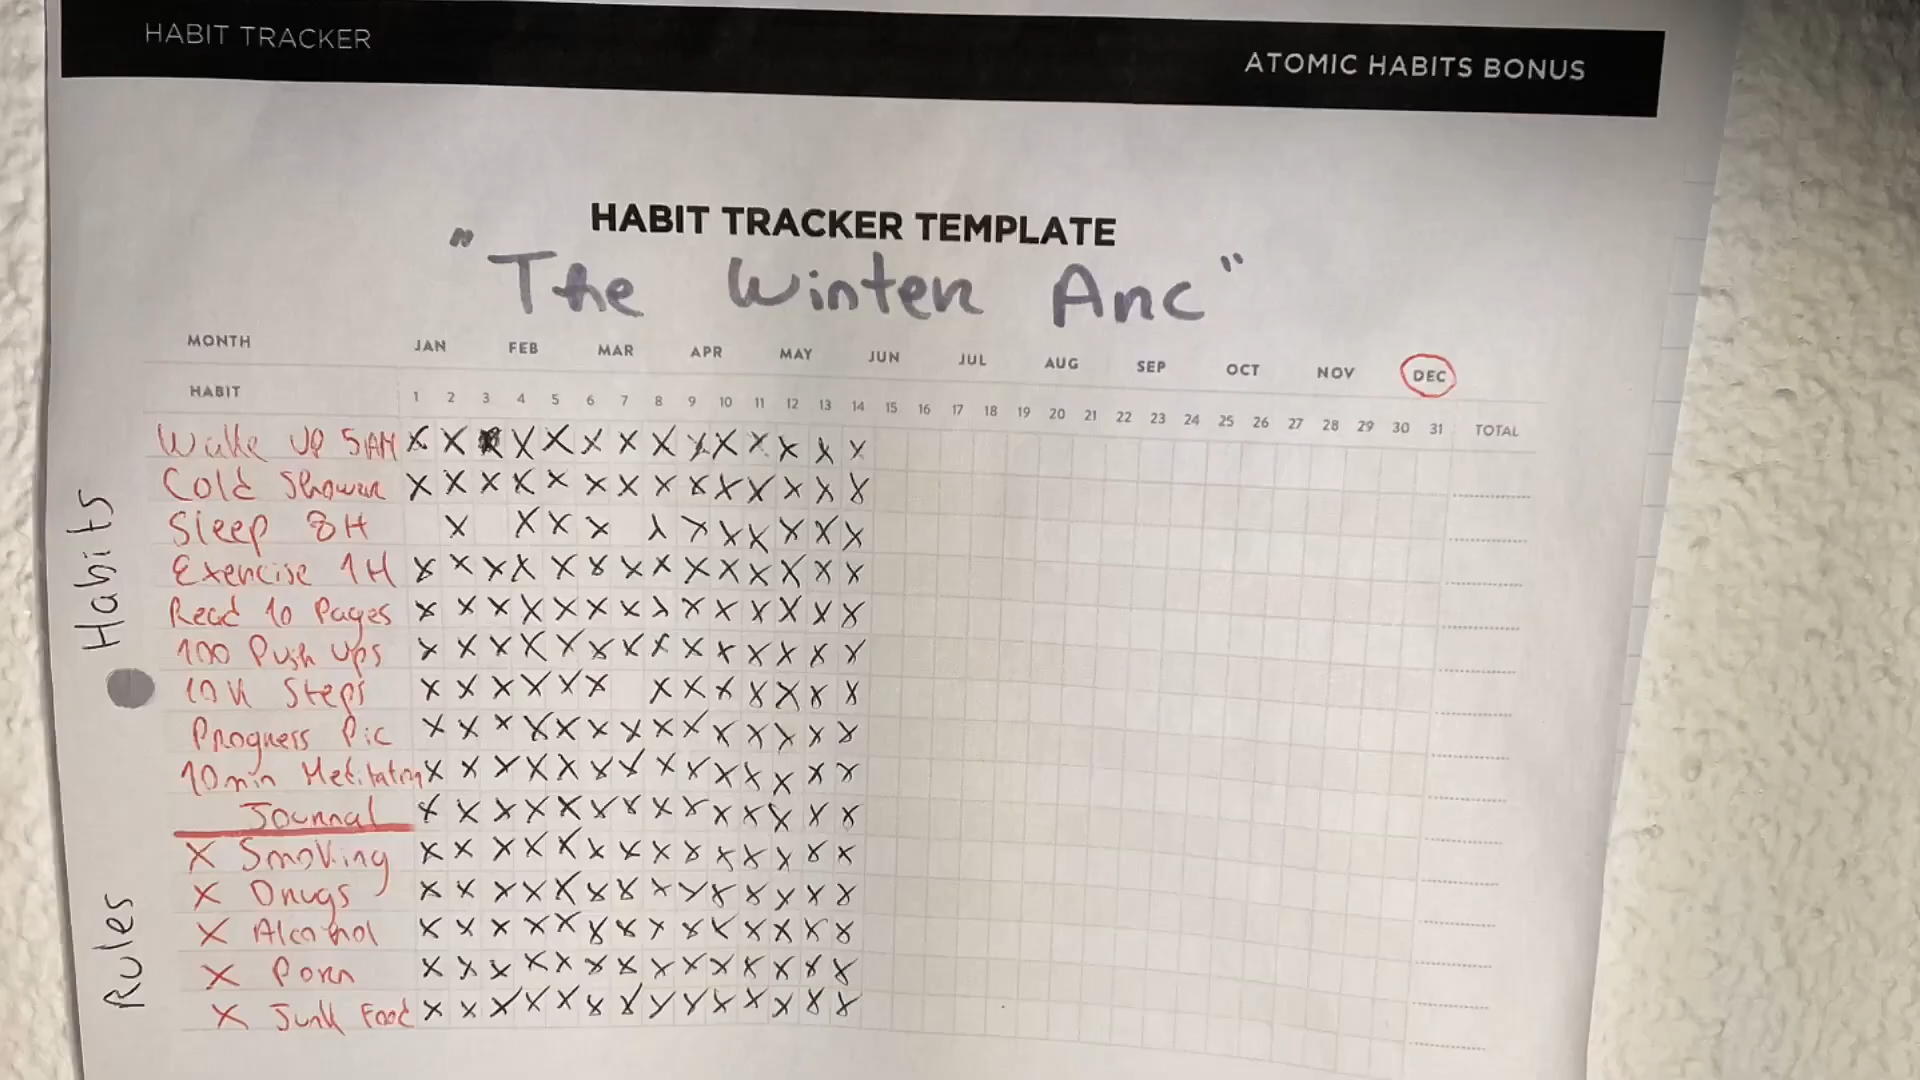 HABIT TRACKER
ATOMIC HABITS BONUS
HABIT TRACKER TEMPLATE
"The Winter Arc"
MONTH JAN FEB MAR APR MAY JUN JUL AUG SEP OCT NOV DEC
HABIT 1 2 3 4 5 6 7 8 9 10 11 12 13 14 15 16 17 18 19 20 21 22 23 24 25 26 27 28 29 30 31 TOTAL
Habits
Wake up 5AM X X X X X X X X X X X X X
Cold Shower X X X X X X X X X X X X X X
Sleep 8H X X X X X X X X X X X
Exercise 1H X X X X X X X X X X X X X X
Read 10 Pages X X X X X X X X X X X X X X
100 Push Ups X X X X X X X X X X X X X X
10K Steps X X X X X X X X X X X X X
Progress Pic X X X X X X X X X X X X X X
10min Meditation X X X X X X X X X X X X X X
Journal X X X X X X X X X X X X X X
Rules
X Smoking X X X X X X X X X X X X X X
X Drugs X X X X X X X X X X X X X X
X Alcohol X X X X X X X X X X X X X X
X Porn X X X X X X X X X X X X X X
X Junk Food X X X X X X X X X X X X X X